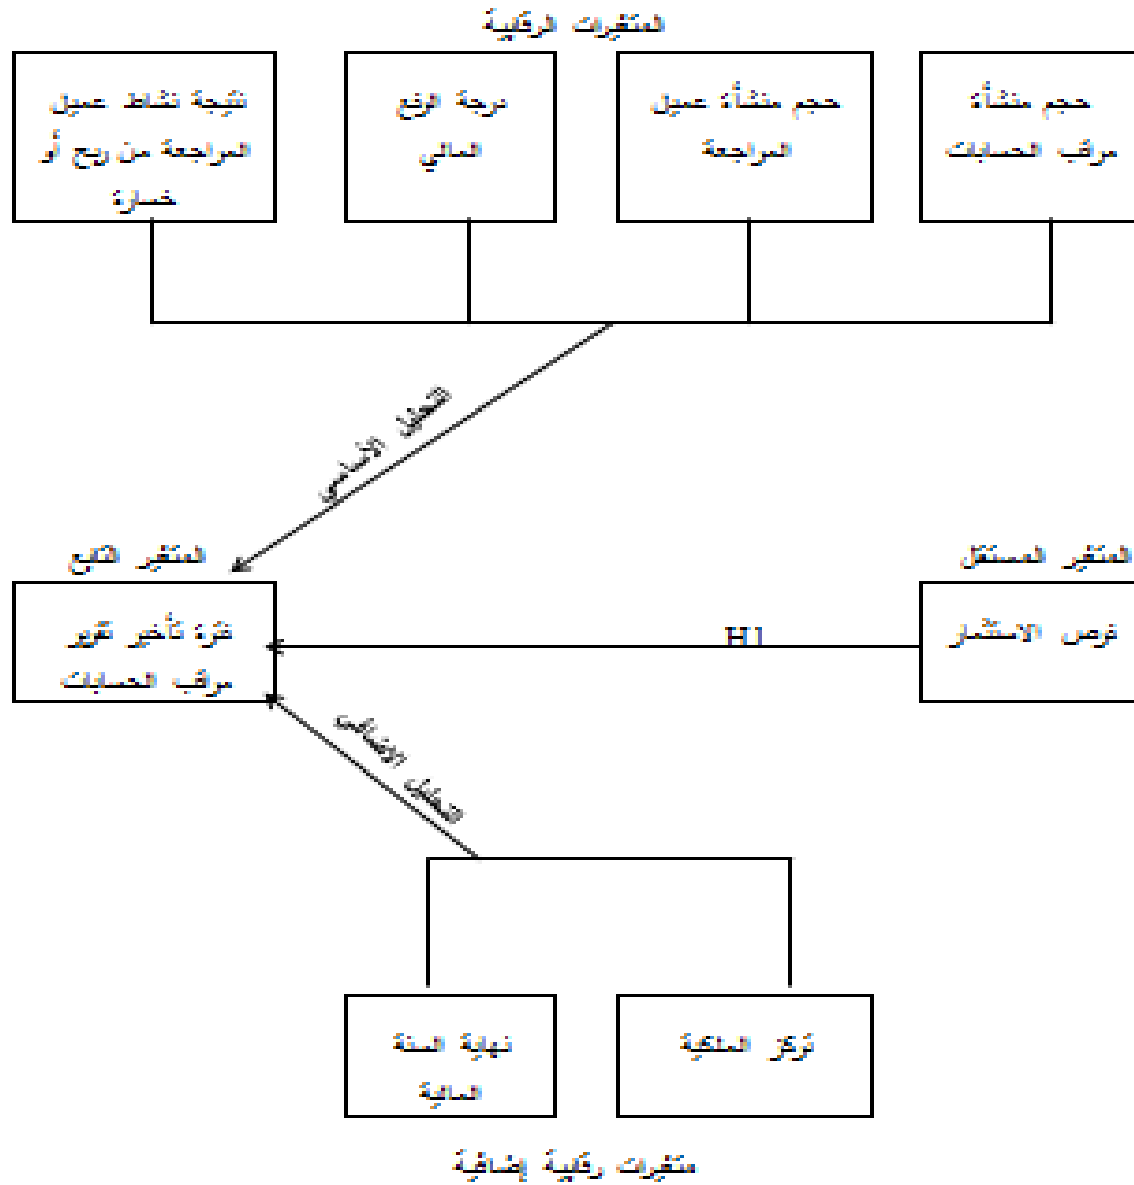 المتغيرات الرقابية
حجم منشأة
مراقب الحسابات
حجم منشأة عميل
المراجعة
درجة الرفع
المالي
نتيجة نشاط عميل
المراجعة من ربح أو
خسارة
التحليل الأساسي
المتغير المستقل
المتغير التابع
فرص الاستثمار
H1
فترة تأخير تقرير
مراقب الحسابات
التحليل الإضافي
تركز الملكية
نهاية السنة
المالية
متغيرات رقابية إضافية